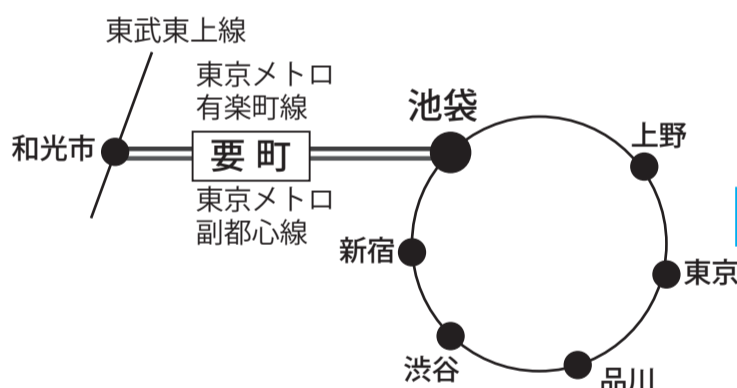 東武東上線
東京メトロ
有楽町線
池袋
和光市
要町
上野
東京メトロ
副都心線
新宿
東京
渋谷
品川